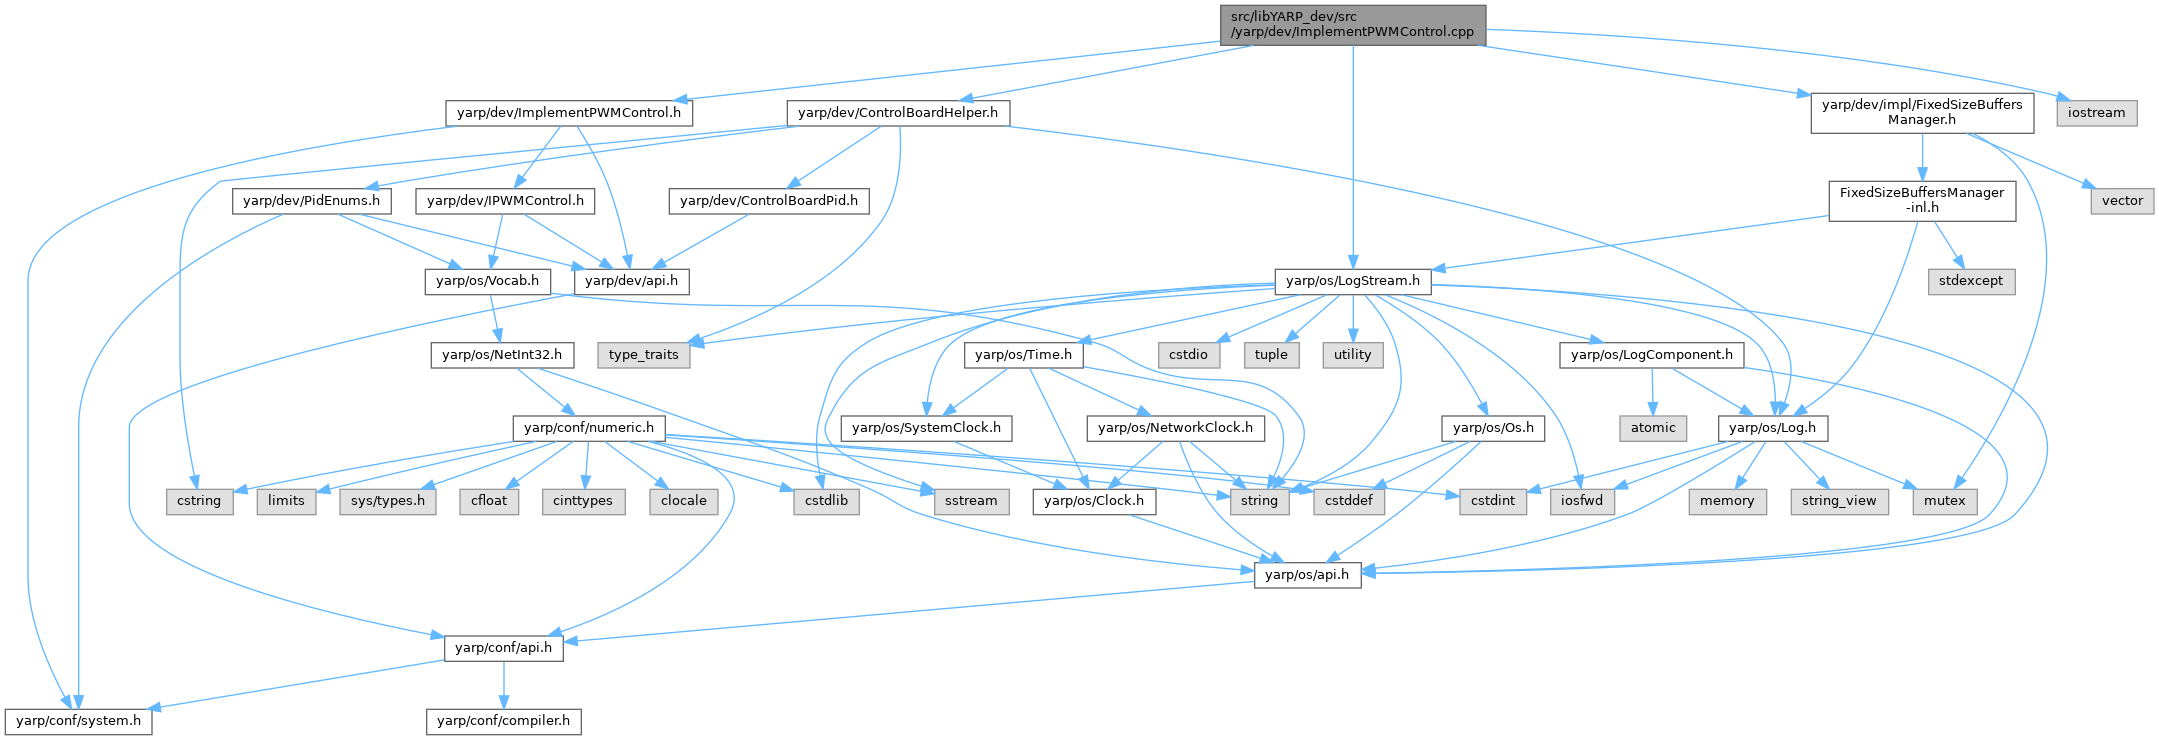 src/libYARP_dev/src
/yarp/dev/ImplementPWMControl.cpp
yarp/dev/ImplementPWMControl.h
yarp/dev/ControlBoardHelper.h
yarp/dev/impl/FixedSizeBuffers
Manager.h
iostream
yarp/dev/PidEnums.h
yarp/dev/IPWMControl.h
yarp/dev/ControlBoardPid.h
FixedSizeBuffersManager
-inl.h
vector
yarp/os/Vocab.h
yarp/dev/api.h
yarp/os/LogStream.h
stdexcept
yarp/os/NetInt32.h
type_traits
yarp/os/Time.h
cstdio
tuple
utility
yarp/os/LogComponent.h
yarp/conf/numeric.h
yarp/os/SystemClock.h
yarp/os/NetworkClock.h
yarp/os/Os.h
atomic
yarp/os/Log.h
cstring
limits
sys/types.h
cfloat
cinttypes
clocale
cstdlib
sstream
yarp/os/Clock.h
string
cstddef
cstdint
iosfwd
memory
string_view
mutex
yarp/os/api.h
yarp/conf/api.h
yarp/conf/system.h
yarp/conf/compiler.h